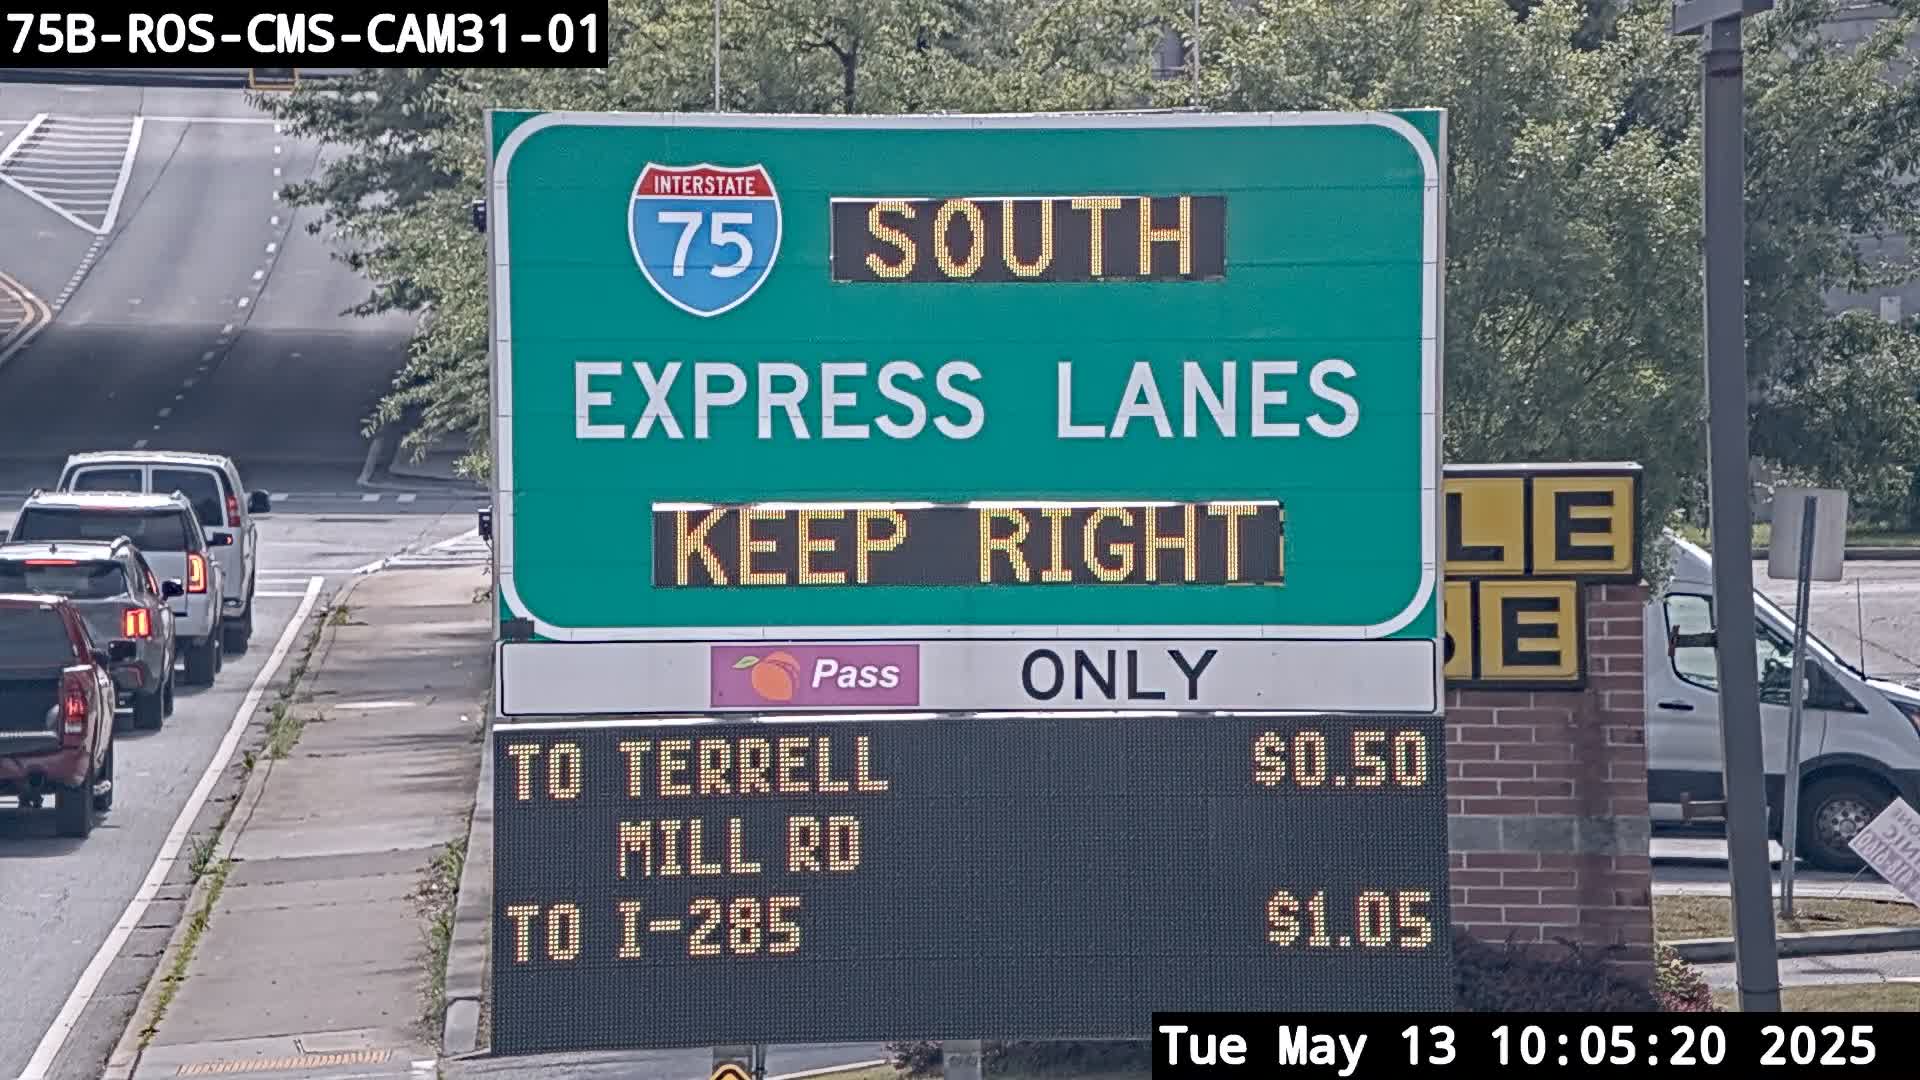 75B-ROS-CMS-CAM31-01
INTERSTATE
75
SOUTH
EXPRESS LANES
KEEP RIGHT
Pass ONLY
TO TERRELL $0.50
MILL RD
TO I-285 $1.05
LE
E
Tue May 13 10:05:20 2025